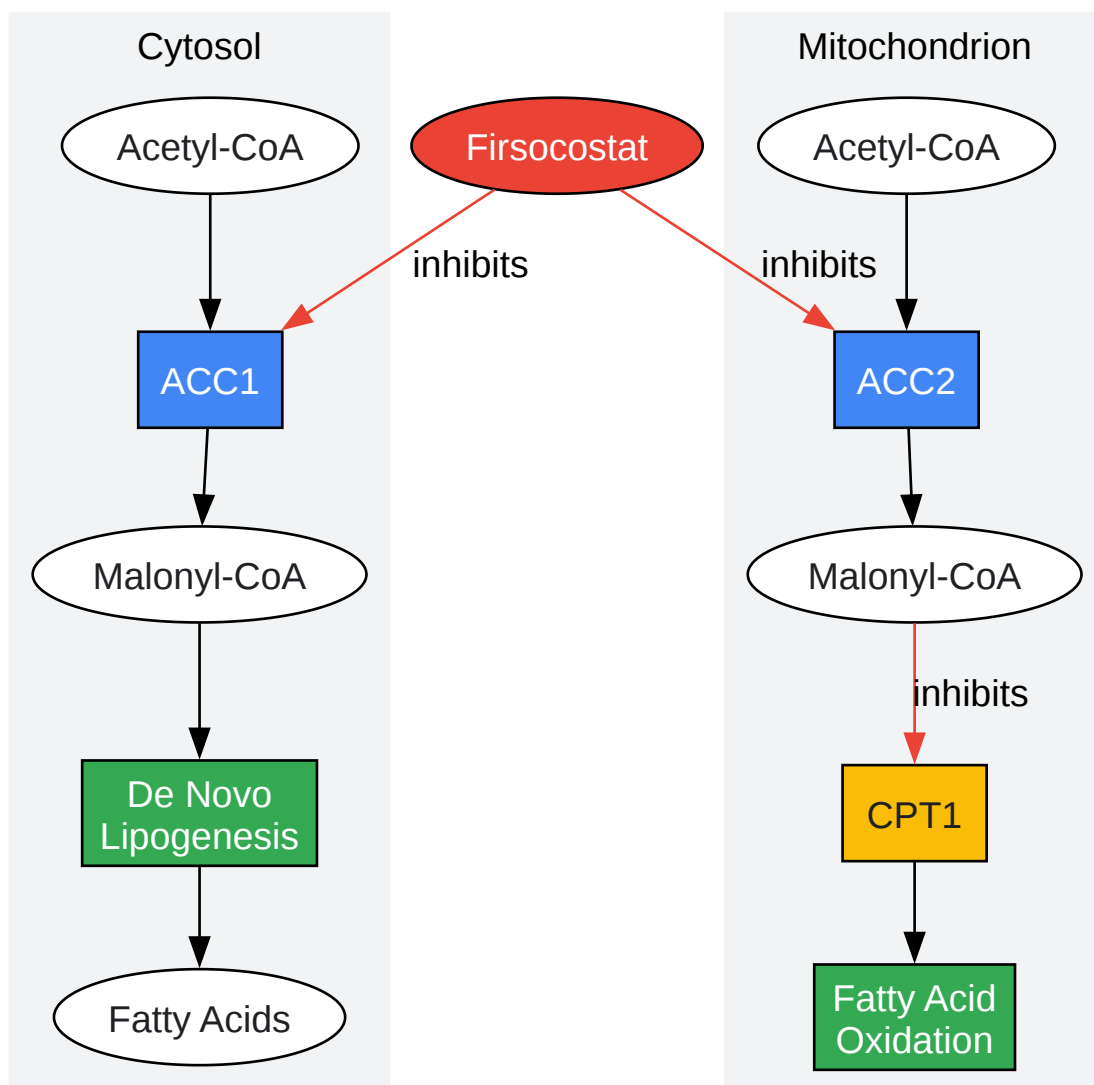 Cytosol
Mitochondrion
Acetyl-CoA
Firsocostat
Acetyl-CoA
inhibits
inhibits
ACC1
ACC2
Malonyl-CoA
Malonyl-CoA
inhibits
De Novo
Lipogenesis
CPT1
Fatty Acids
Fatty Acid
Oxidation